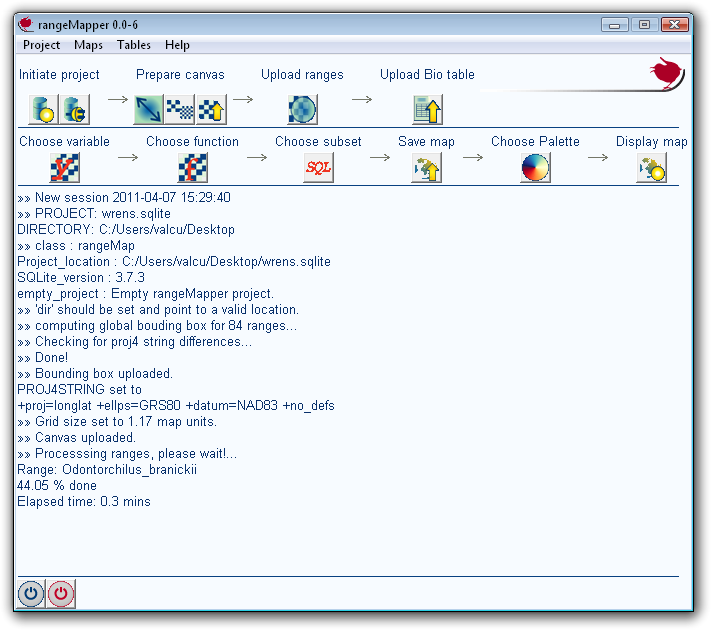 rangeMapper 0.0-6
Project Maps Tables Help
Initiate project Prepare canvas Upload ranges Upload Bio table
Choose variable Choose function Choose subset Save map Choose Palette Display map
y f SQL
»» New session 2011-04-07 15:29:40
»» PROJECT: wrens.sqlite
DIRECTORY: C:/Users/valcu/Desktop
»» class : rangeMap
Project_location : C:/Users/valcu/Desktop/wrens.sqlite
SQLite_version : 3.7.3
empty_project : Empty rangeMapper project.
»» 'dir' should be set and point to a valid location.
»» computing global bouding box for 84 ranges...
»» Checking for proj4 string differences...
»» Done!
»» Bounding box uploaded.
PROJ4STRING set to
+proj=longlat +ellps=GRS80 +datum=NAD83 +no_defs
»» Grid size set to 1.17 map units.
»» Canvas uploaded.
»» Processsing ranges, please wait!...
Range: Odontorchilus_branickii
44.05 % done
Elapsed time: 0.3 mins